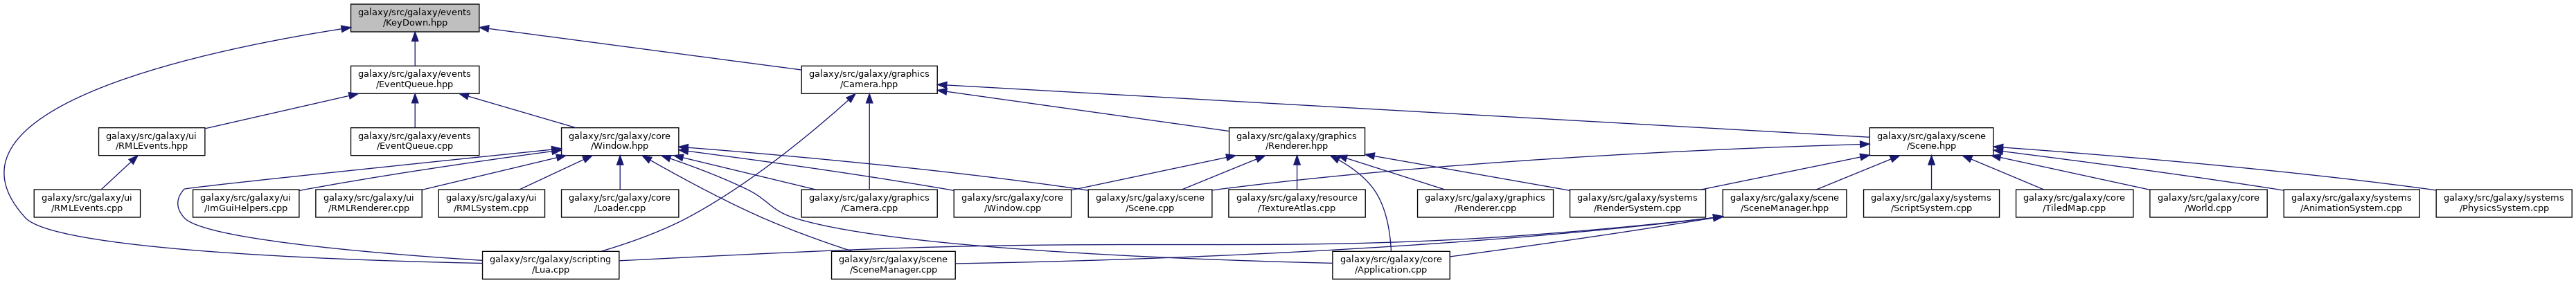 galaxy/src/galaxy/events
/KeyDown.hpp
galaxy/src/galaxy/events
/EventQueue.hpp
galaxy/src/galaxy/graphics
/Camera.hpp
galaxy/src/galaxy/ui
/RMLEvents.hpp
galaxy/src/galaxy/events
/EventQueue.cpp
galaxy/src/galaxy/core
/Window.hpp
galaxy/src/galaxy/graphics
/Renderer.hpp
galaxy/src/galaxy/scene
/Scene.hpp
galaxy/src/galaxy/ui
/RMLEvents.cpp
galaxy/src/galaxy/ui
/ImGuiHelpers.cpp
galaxy/src/galaxy/ui
/RMLRenderer.cpp
galaxy/src/galaxy/ui
/RMLSystem.cpp
galaxy/src/galaxy/core
/Loader.cpp
galaxy/src/galaxy/graphics
/Camera.cpp
galaxy/src/galaxy/core
/Window.cpp
galaxy/src/galaxy/scene
/Scene.cpp
galaxy/src/galaxy/resource
/TextureAtlas.cpp
galaxy/src/galaxy/graphics
/Renderer.cpp
galaxy/src/galaxy/systems
/RenderSystem.cpp
galaxy/src/galaxy/scene
/SceneManager.hpp
galaxy/src/galaxy/systems
/ScriptSystem.cpp
galaxy/src/galaxy/core
/TiledMap.cpp
galaxy/src/galaxy/core
/World.cpp
galaxy/src/galaxy/systems
/AnimationSystem.cpp
galaxy/src/galaxy/systems
/PhysicsSystem.cpp
galaxy/src/galaxy/scripting
/Lua.cpp
galaxy/src/galaxy/scene
/SceneManager.cpp
galaxy/src/galaxy/core
/Application.cpp